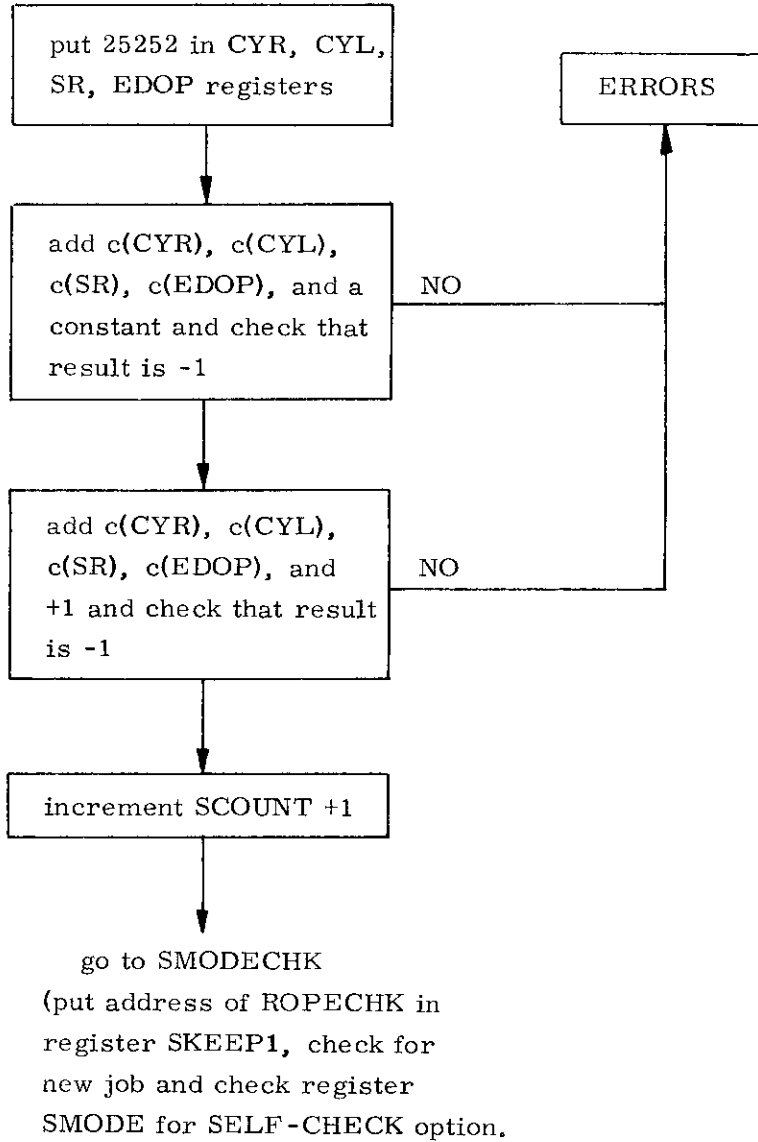 put 25252 in CYR, CYL,
SR, EDOP registers
ERRORS
add c(CYR), c(CYL),
c(SR), c(EDOP), and a
constant and check that
result is -1
NO
add c(CYR), c(CYL),
c(SR), c(EDOP), and
+1 and check that result
is -1
NO
increment SCOUNT +1
go to SMODECHK
(put address of ROPECHK in
register SKEEP1, check for
new job and check register
SMODE for SELF-CHECK option.